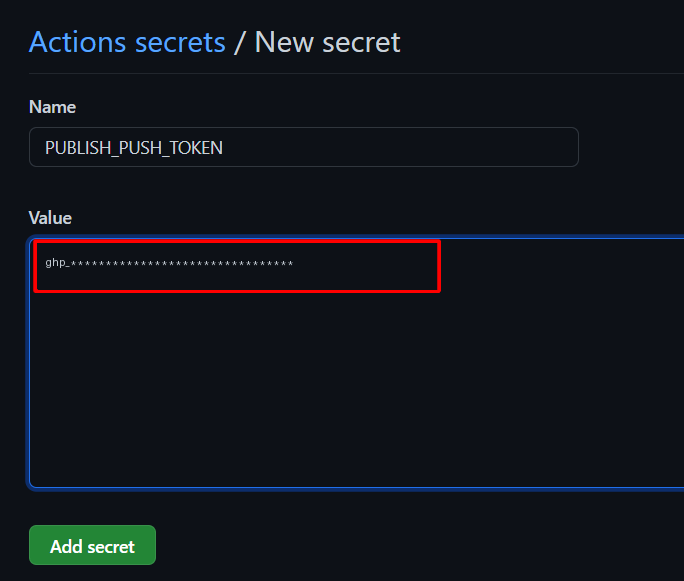 Actions secrets / New secret
Name
PUBLISH_PUSH_TOKEN
Value
ghp_********************************
Add secret